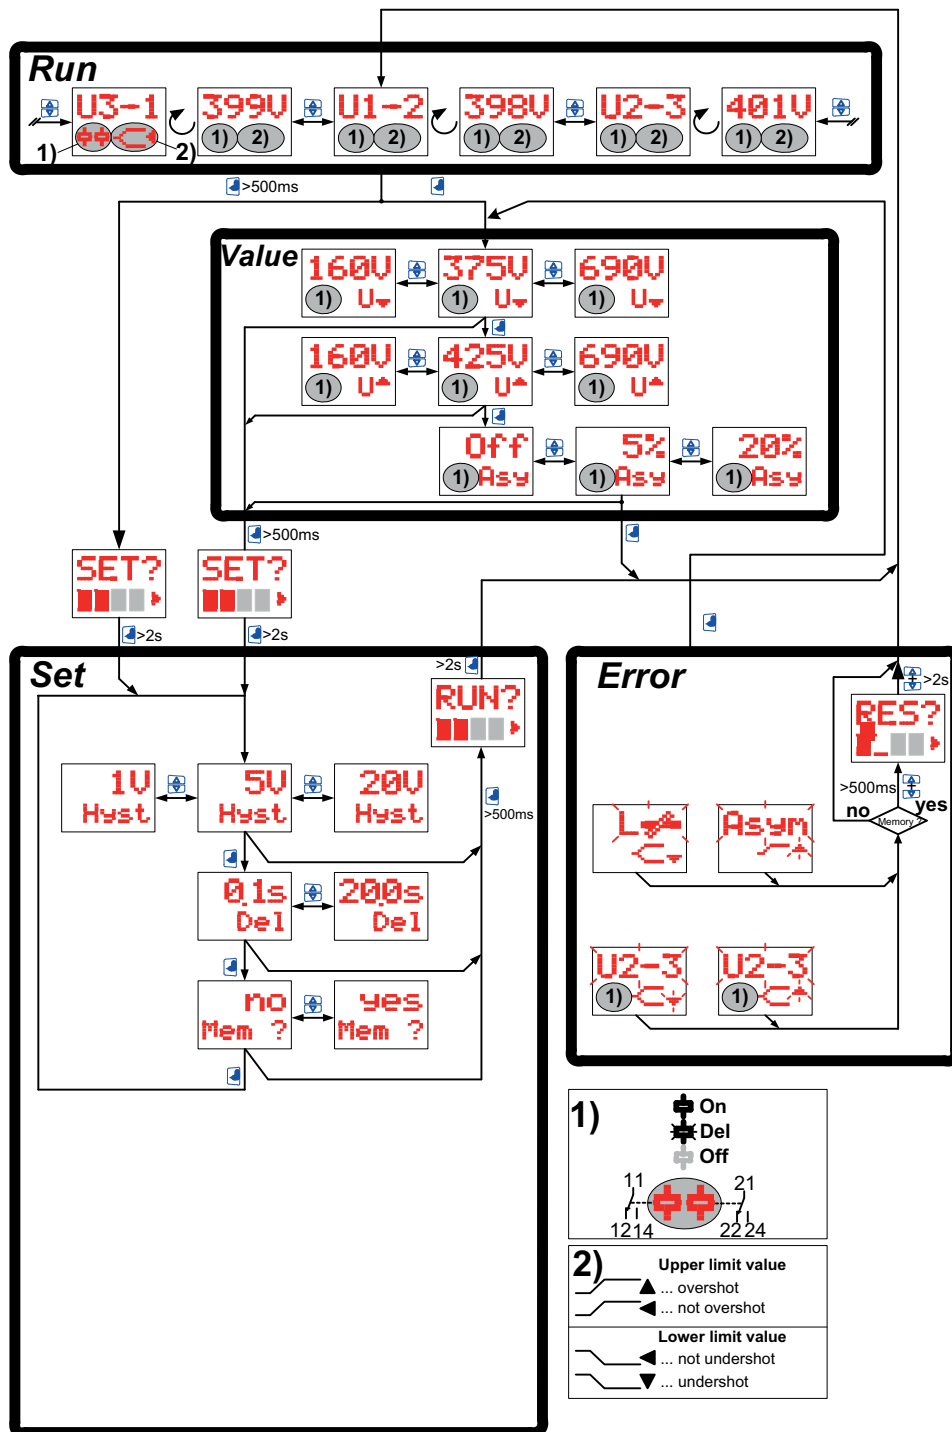 Run
U3-1 399V U1-2 398V U2-3 401V
1) 2) 1) 2) 1) 2) 1) 2) 1) 2) 1) 2)
>500ms
Value
160V 375V 690V
1) U 1) U 1) U
160V 425V 690V
1) U 1) U 1) U
Off 5% 20%
1) Asy 1) Asy 1) Asy
>500ms
SET? SET?
>2s >2s
Set
>2s
RUN?
>500ms
1V 5V 20V
Hyst Hyst Hyst
0.1s 20.0s
Del Del
no yes
Mem ? Mem ?
Error
>2s
RES?
>500ms
no yes
Memory ?
L Asym
U2-3 U2-3
1) 1)
1)
On
Del
Off
11 21
12 14 22 24
2)
Upper limit value
... overshot
... not overshot
Lower limit value
... not undershot
... undershot